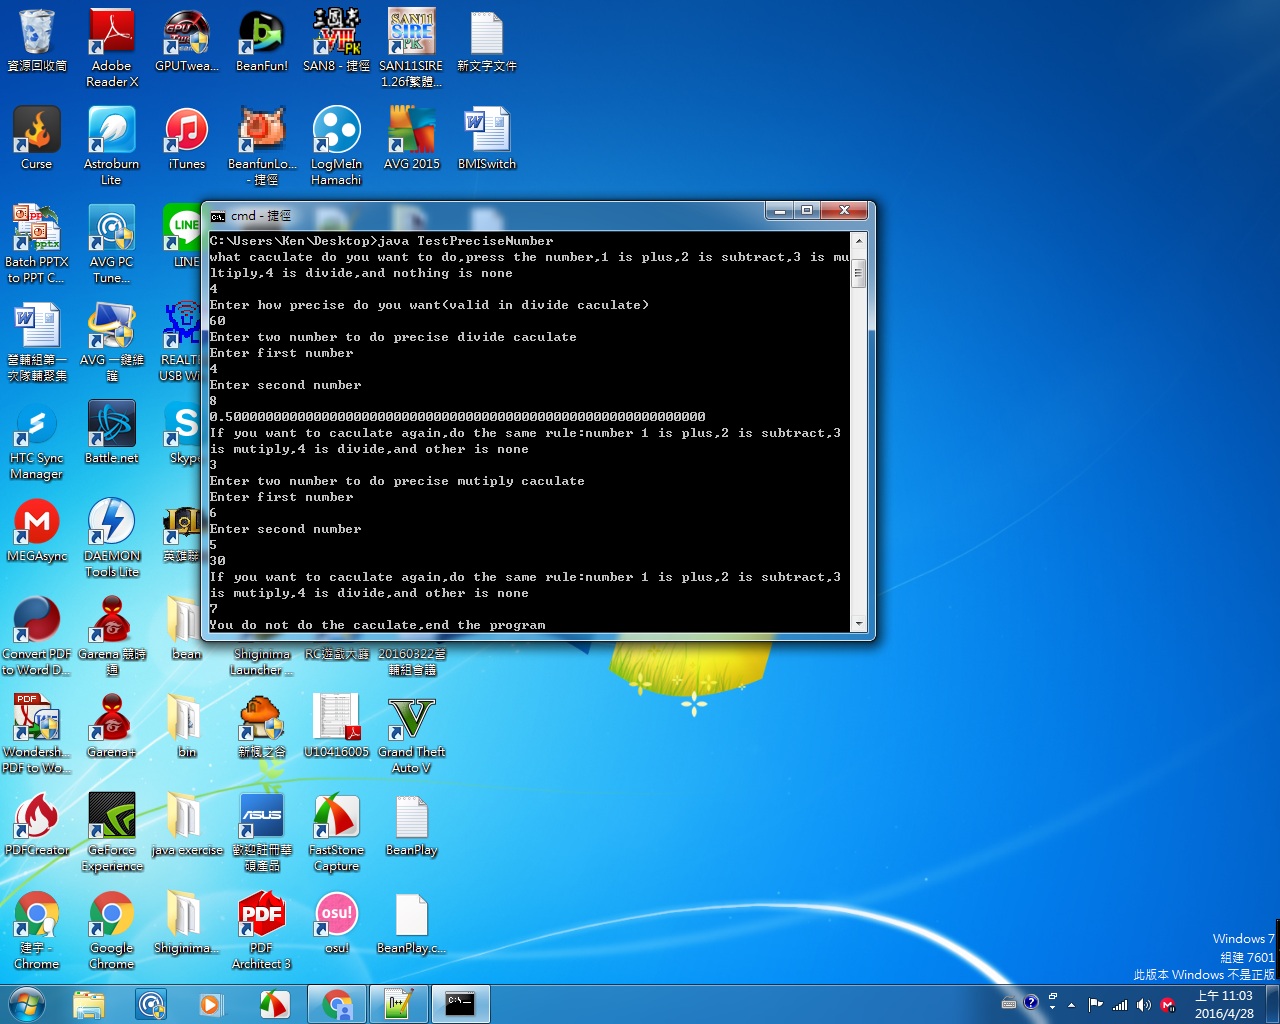 資源回收筒
Adobe
Reader X
GPUTwea...
BeanFun!
SAN8 - 捷徑
SAN11SIRE
1.26f繁體...
新文字文件
Curse
Astroburn
Lite
iTunes
BeanfunLo...
- 捷徑
LogMeIn
Hamachi
AVG 2015
BMISwitch
Batch PPTX
to PPT C...
AVG PC
Tune...
LINE
營輔組第一
次隊輔聚集
AVG 一鍵維
護
REALT
USB Wi
HTC Sync
Manager
Battle.net
Skype
MEGAsync
DAEMON
Tools Lite
英雄聯
cmd - 捷徑
C:\Users\Ken\Desktop>java TestPreciseNumber
what caculate do you want to do,press the number,1 is plus,2 is subtract,3 is mu
ltiply,4 is divide,and nothing is none
4
Enter how precise do you want(valid in divide caculate)
60
Enter two number to do precise divide caculate
Enter first number
4
Enter second number
8
0.500000000000000000000000000000000000000000000000000000000000
If you want to caculate again,do the same rule:number 1 is plus,2 is subtract,3
is mutiply,4 is divide,and other is none
3
Enter two number to do precise mutiply caculate
Enter first number
6
Enter second number
5
30
If you want to caculate again,do the same rule:number 1 is plus,2 is subtract,3
is mutiply,4 is divide,and other is none
7
You do not do the caculate,end the program
Convert PDF
to Word D...
Garena 競時
通
bean
Shiginima
Launcher ...
RC遊戲大廳
20160322營
輔組會議
Wondersh...
PDF to Wo...
Garena+
bin
新楓之谷
U10416005
Grand Theft
Auto V
PDFCreator
GeForce
Experience
java exercise
歡迎註冊華
碩產品
FastStone
Capture
BeanPlay
建宇 -
Chrome
Google
Chrome
Shiginima...
PDF
Architect 3
osu!
BeanPlay.c...
Windows 7
組建 7601
此版本 Windows 不是正版
上午 11:03
2016/4/28